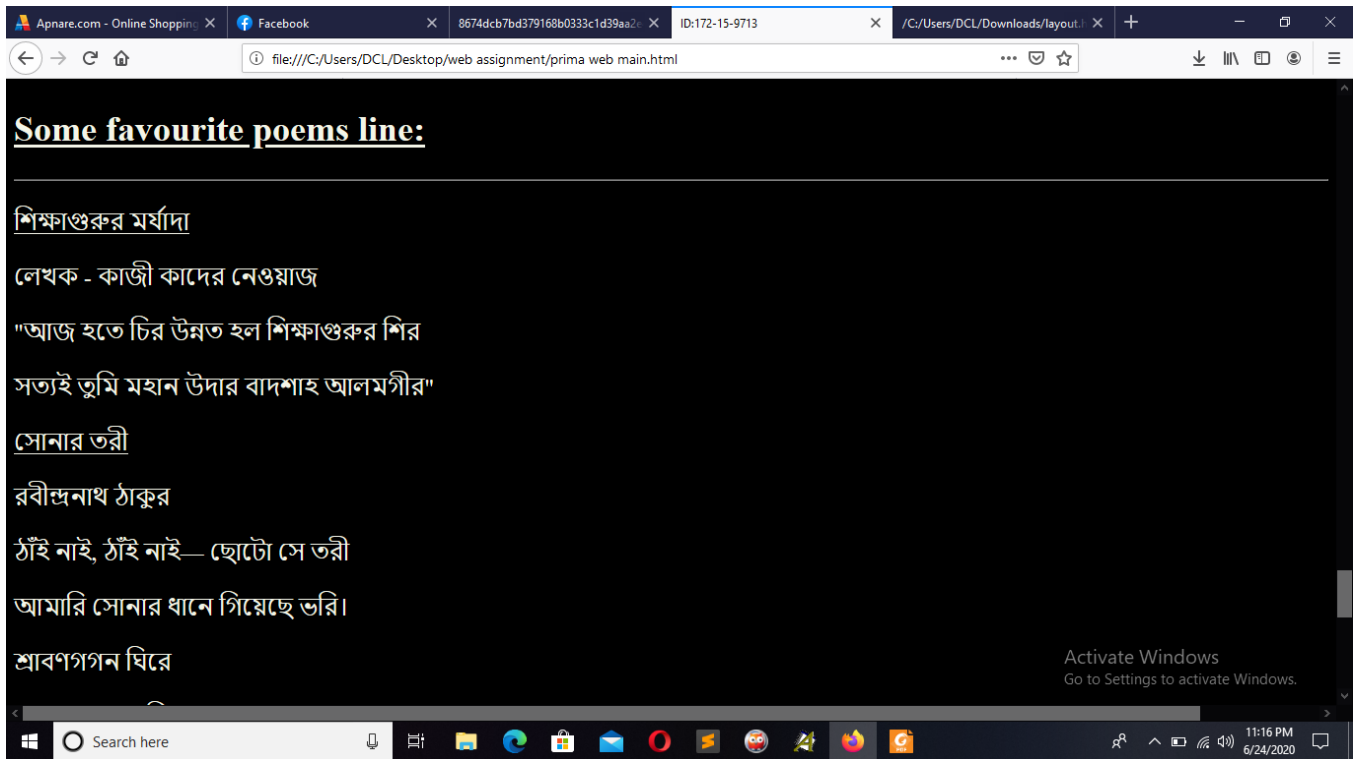 Apnare.com - Online Shopping
Facebook
8674dcb7bd379168b0333c1d39aa2e
ID:172-15-9713
/C:/Users/DCL/Downloads/layout.h
file:///C:/Users/DCL/Desktop/web assignment/prima web main.html
Some favourite poems line:
শিক্ষাগুরুর মর্যাদা
লেখক - কাজী কাদের নেওয়াজ
"আজ হতে চির উন্নত হল শিক্ষাগুরুর শির
সত্যই তুমি মহান উদার বাদশাহ আলমগীর"
সোনার তরী
রবীন্দ্রনাথ ঠাকুর
ঠাঁই নাই, ঠাঁই নাই— ছোটো সে তরী
আমারি সোনার ধানে গিয়েছে ভরি।
শ্রাবণগগন ঘিরে
Activate Windows
Go to Settings to activate Windows.
Search here
11:16 PM
6/24/2020